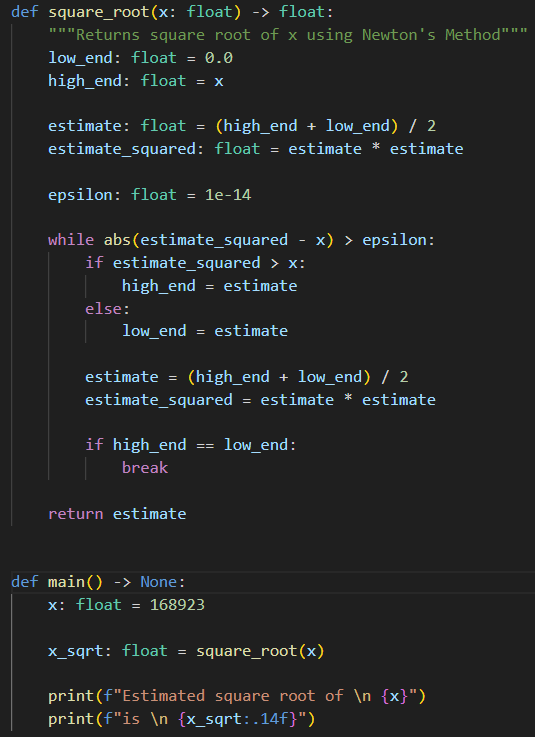 def square_root(x: float) -> float:
    """Returns square root of x using Newton's Method"""
    low_end: float = 0.0
    high_end: float = x

    estimate: float = (high_end + low_end) / 2
    estimate_squared: float = estimate * estimate

    epsilon: float = 1e-14

    while abs(estimate_squared - x) > epsilon:
        if estimate_squared > x:
            high_end = estimate
        else:
            low_end = estimate

        estimate = (high_end + low_end) / 2
        estimate_squared = estimate * estimate

        if high_end == low_end:
            break

    return estimate


def main() -> None:
    x: float = 168923

    x_sqrt: float = square_root(x)

    print(f"Estimated square root of \n {x}")
    print(f"is \n {x_sqrt:.14f}")